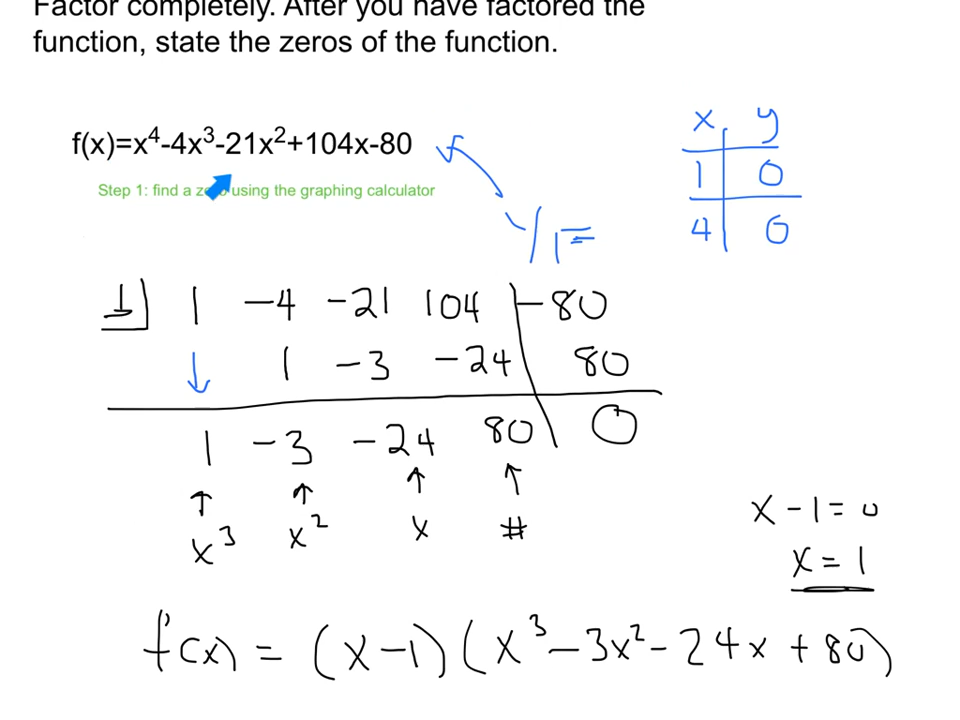 Factor completely. After you have factored the
function, state the zeros of the function.
f(x)=x⁴-4x³-21x²+104x-80
Step 1: find a zero using the graphing calculator
x y
1 0
4 0
Y1=
1 1 -4 -21 104 -80
1 -3 -24 80
1 -3 -24 80 0
x³ x² x #
x-1=0
x=1
f(x) = (x-1)(x³-3x²-24x+80)